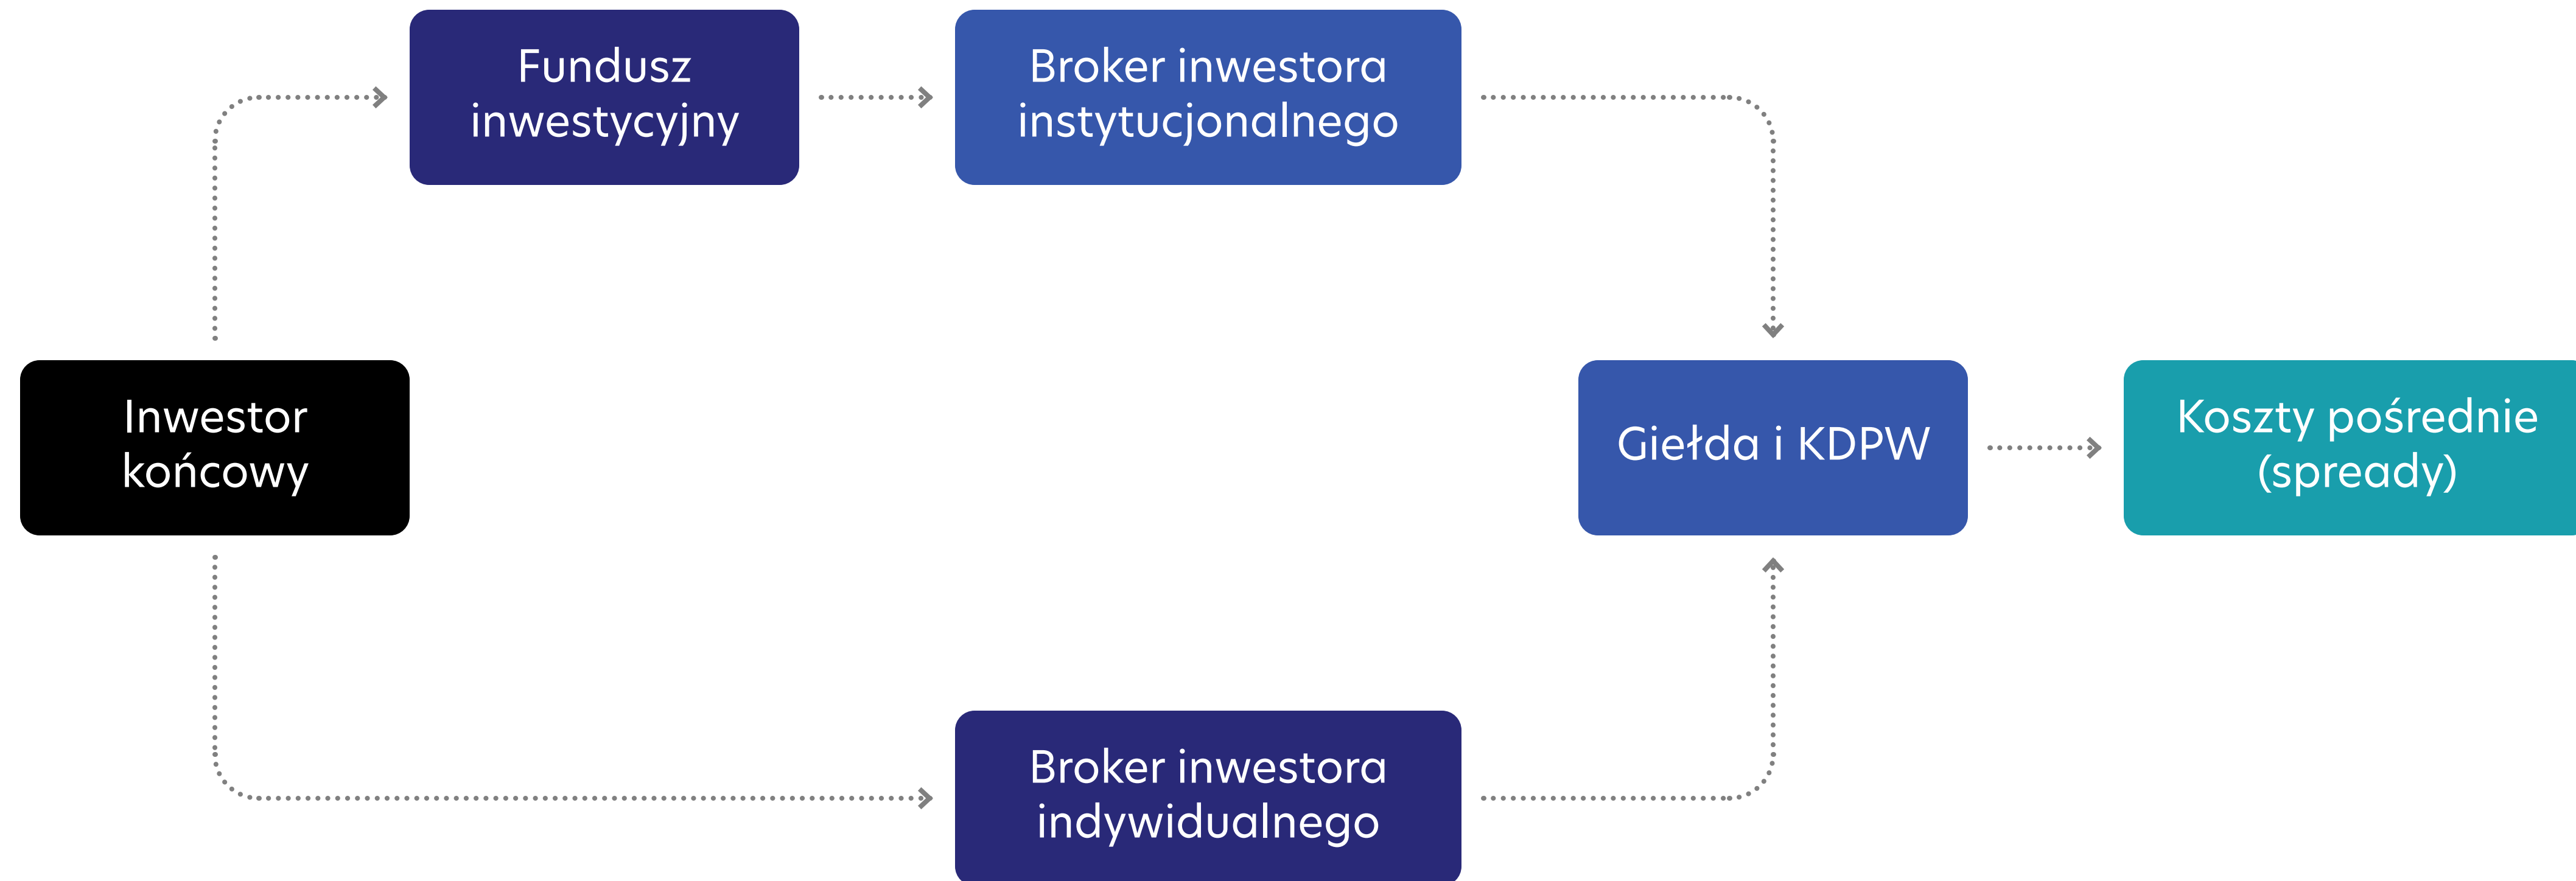 Fundusz
inwestycyjny
Broker inwestora
instytucjonalnego
Inwestor
końcowy
Giełda i KDPW
Koszty pośrednie
(spready)
Broker inwestora
indywidualnego